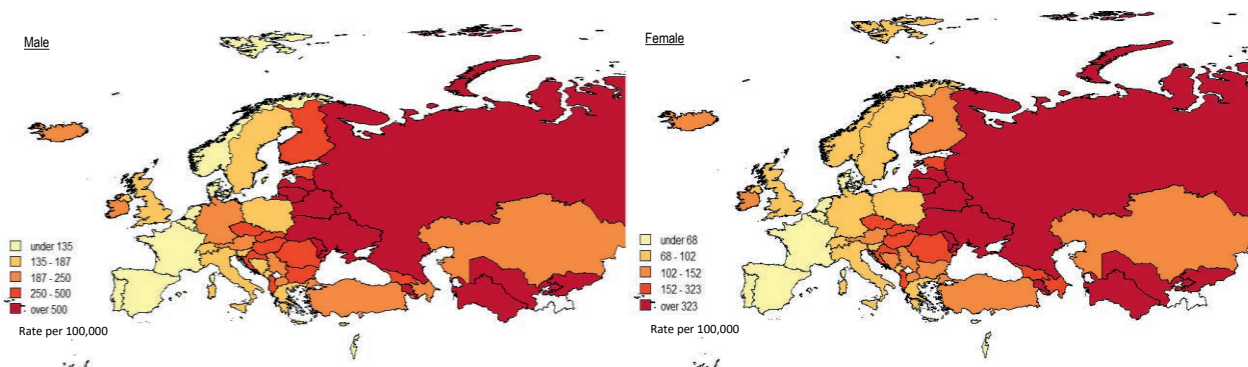 Male
under 135
135 - 187
187 - 250
250 - 500
over 500
Rate per 100,000
Female
under 68
68 - 102
102 - 152
152 - 323
over 323
Rate per 100,000